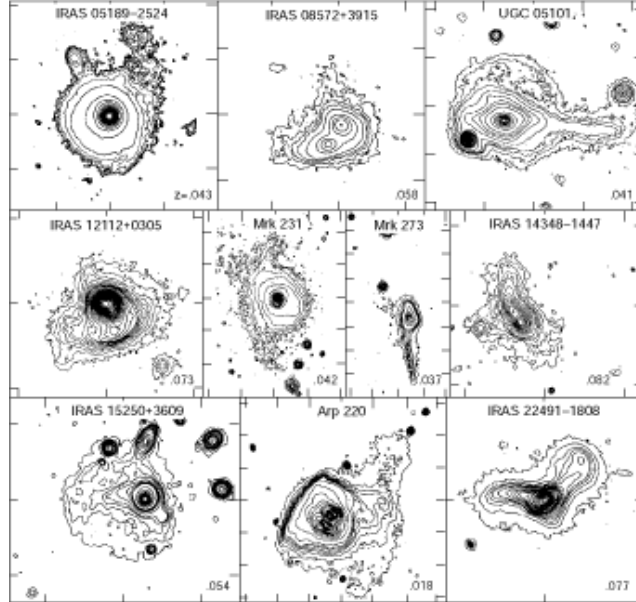 IRAS 05189-2524
z=.043
IRAS 08572+3915
.058
UGC 05101
.041
IRAS 12112+0305
.073
Mrk 231
.042
Mrk 273
.037
IRAS 14348-1447
.082
IRAS 15250+3609
.054
Arp 220
.018
IRAS 22491-1808
.077